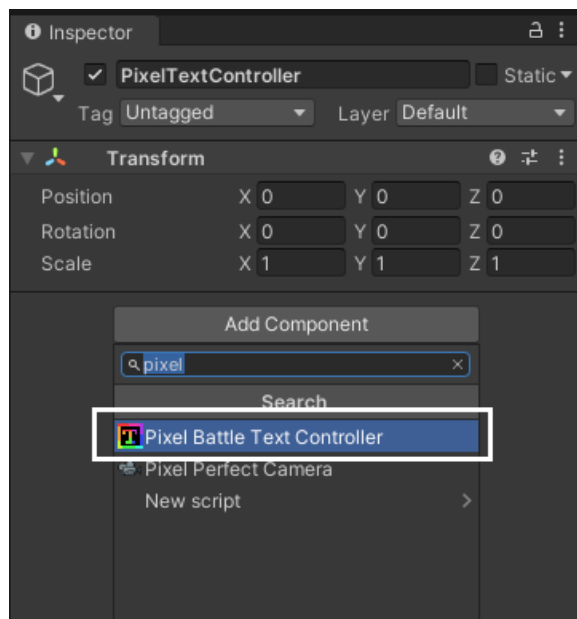 Inspector
PixelTextController Static
Tag Untagged Layer Default
Transform
Position X 0 Y 0 Z 0
Rotation X 0 Y 0 Z 0
Scale X 1 Y 1 Z 1
Add Component
pixel
Search
T Pixel Battle Text Controller
Pixel Perfect Camera
New script